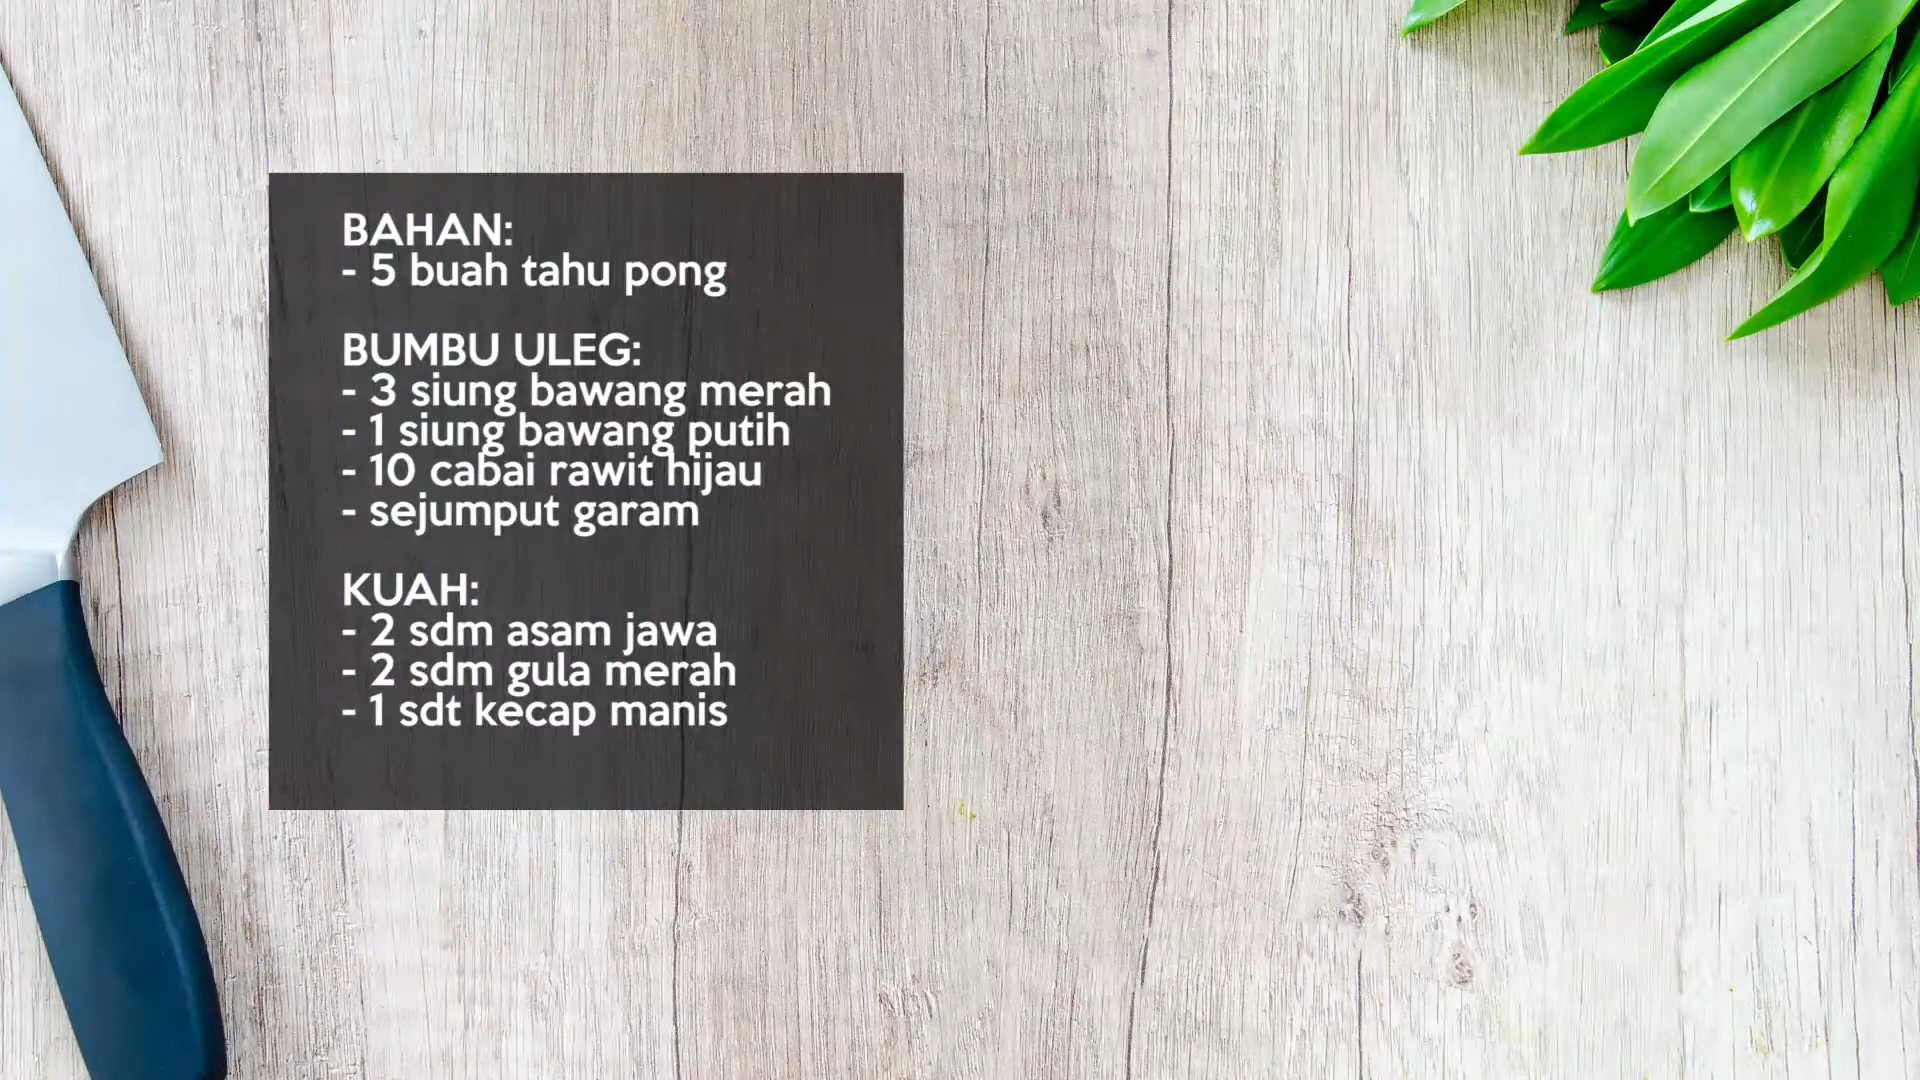 BAHAN:
- 5 buah tahu pong
BUMBU ULEG:
- 3 siung bawang merah
- 1 siung bawang putih
- 10 cabai rawit hijau
- sejumput garam
KUAH:
- 2 sdm asam jawa
- 2 sdm gula merah
- 1 sdt kecap manis